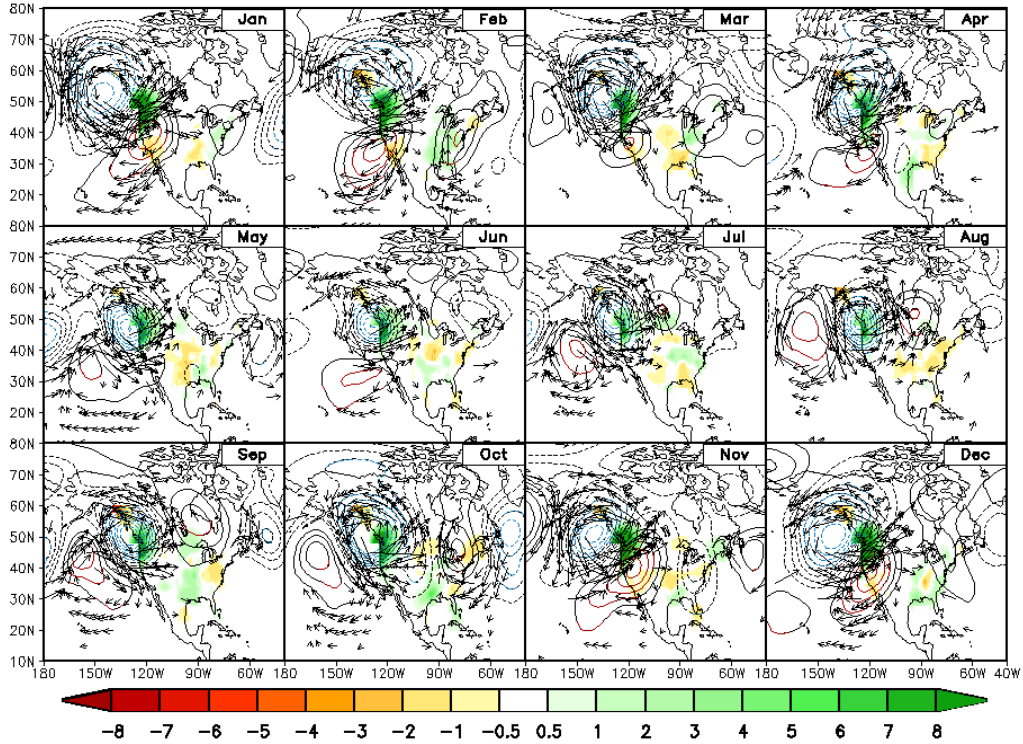 80N Jan Feb Mar Apr
70N
60N
50N
40N
30N
20N
80N May Jun Jul Aug
70N
60N
50N
40N
30N
20N
80N Sep Oct Nov Dec
70N
60N
50N
40N
30N
20N
10N
180 150W 120W 90W 60W 180 150W 120W 90W 60W 180 150W 120W 90W 60W 180 150W 120W 90W 60W 40W
-8 -7 -6 -5 -4 -3 -2 -1 -0.5 0.5 1 2 3 4 5 6 7 8